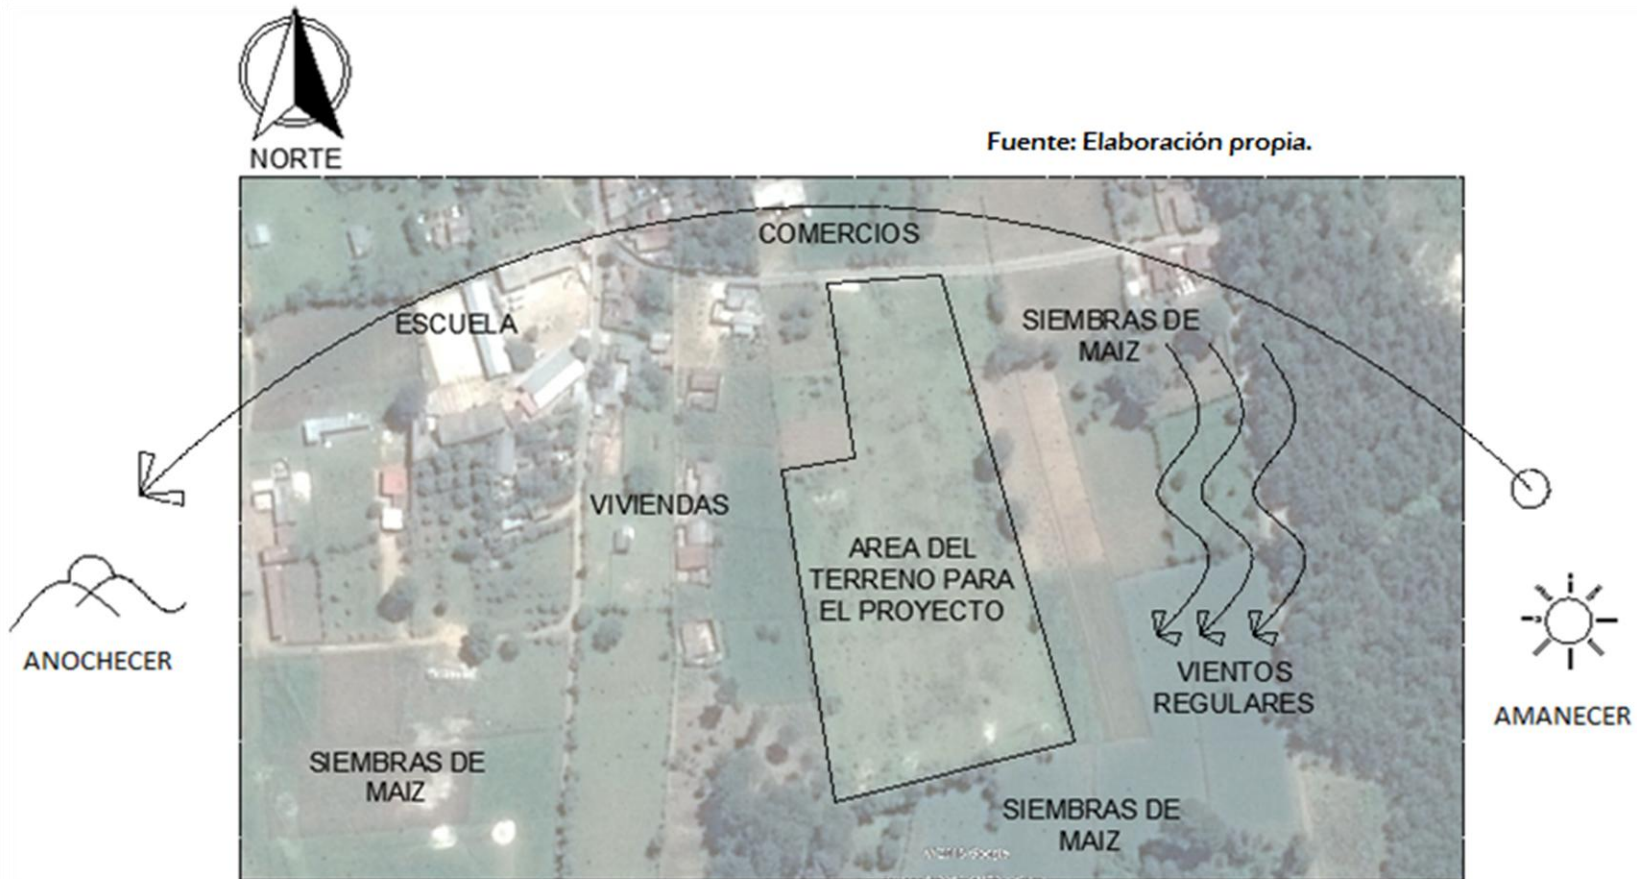 NORTE
Fuente: Elaboración propia.
COMERCIOS
ESCUELA
SIEMBRAS DE
MAIZ
VIVIENDAS
AREA DEL
TERRENO PARA
EL PROYECTO
VIENTOS
REGULARES
ANOCHECER
AMANECER
SIEMBRAS DE
MAIZ
SIEMBRAS DE
MAIZ